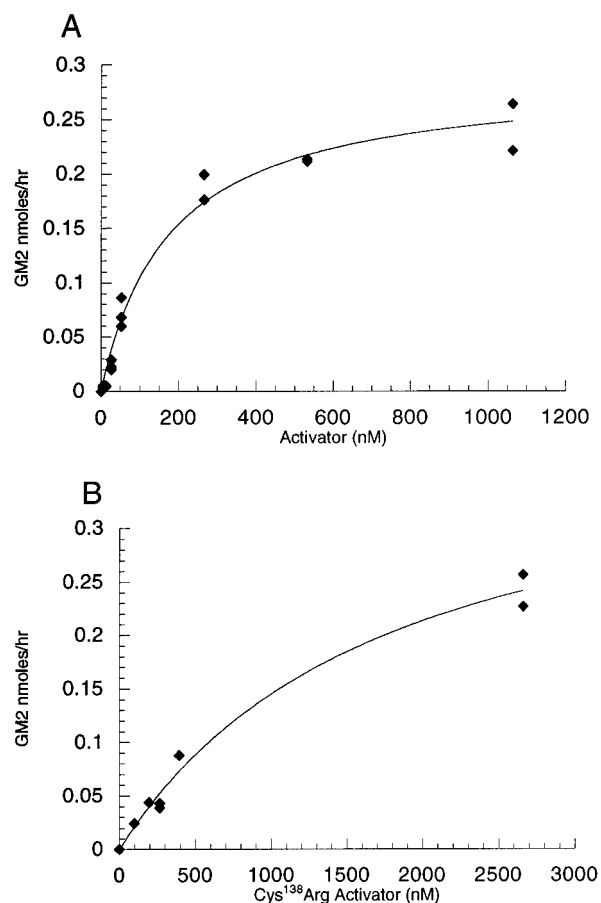 A
GM2 nmoles/hr
0.3
0.25
0.2
0.15
0.1
0.05
0
0 200 400 600 800 1000 1200
Activator (nM)
B
GM2 nmoles/hr
0.3
0.25
0.2
0.15
0.1
0.05
0
0 500 1000 1500 2000 2500 3000
Cys¹³⁸Arg Activator (nM)